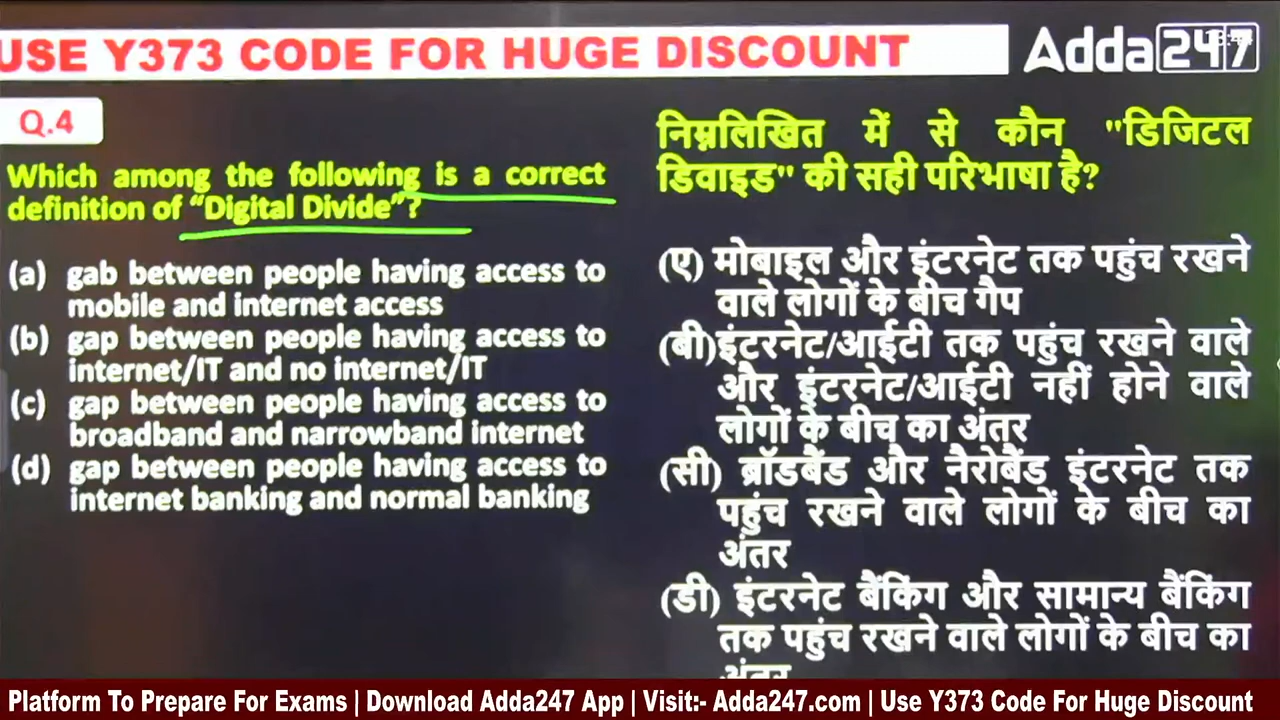 USE Y373 CODE FOR HUGE DISCOUNT
Adda247
Q.4
Which among the following is a correct
definition of “Digital Divide”?
(a) gab between people having access to
mobile and internet access
(b) gap between people having access to
internet/IT and no internet/IT
(c) gap between people having access to
broadband and narrowband internet
(d) gap between people having access to
internet banking and normal banking
निम्नलिखित में से कौन "डिजिटल
डिवाइड" की सही परिभाषा है?
(ए) मोबाइल और इंटरनेट तक पहुंच रखने
वाले लोगों के बीच गैप
(बी)इंटरनेट/आईटी तक पहुंच रखने वाले
और इंटरनेट/आईटी नहीं होने वाले
लोगों के बीच का अंतर
(सी) ब्रॉडबैंड और नैरोबैंड इंटरनेट तक
पहुंच रखने वाले लोगों के बीच का
अंतर
(डी) इंटरनेट बैंकिंग और सामान्य बैंकिंग
तक पहुंच रखने वाले लोगों के बीच का
अंतर
Platform To Prepare For Exams | Download Adda247 App | Visit:- Adda247.com | Use Y373 Code For Huge Discount